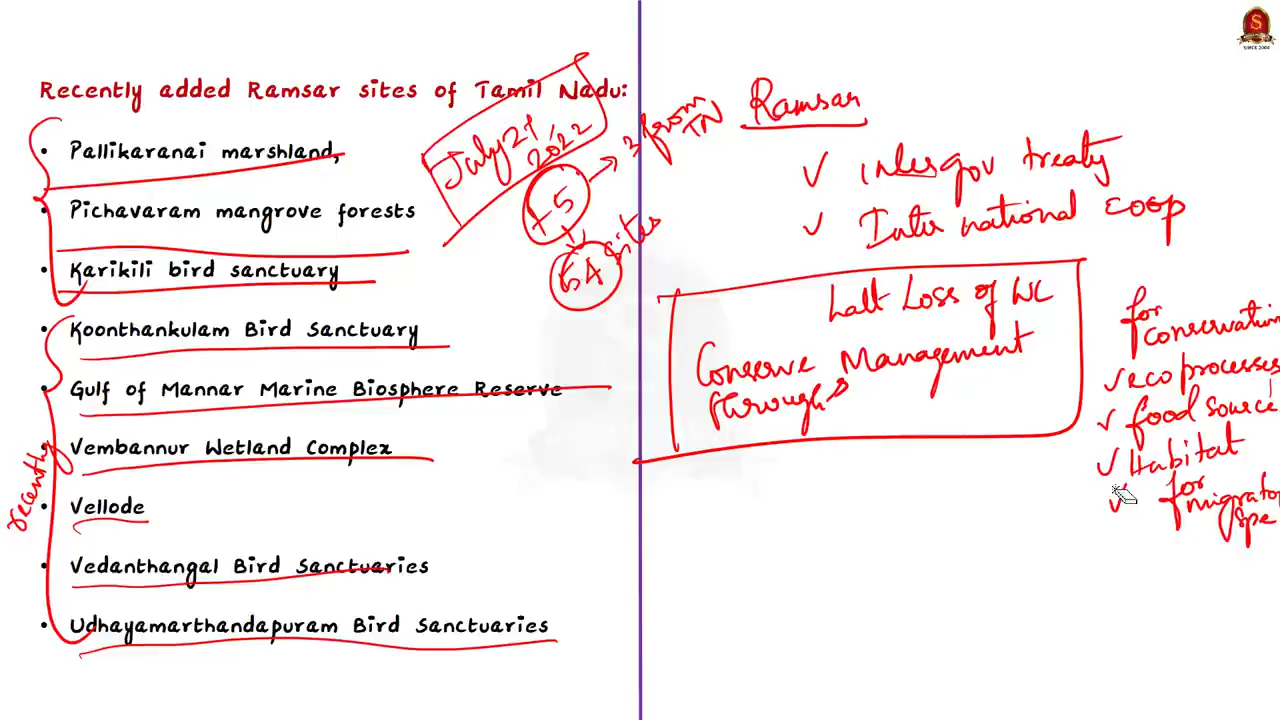 Recently added Ramsar sites of Tamil Nadu:
• Pallikaranai marshland,
• Pichavaram mangrove forests
• Karikili bird sanctuary
• Koonthankulam Bird Sanctuary
• Gulf of Mannar Marine Biosphere Reserve
• Vembannur Wetland Complex
• Vellode
• Vedanthangal Bird Sanctuaries
• Udhayamarthandapuram Bird Sanctuaries
recently
July 2022
+5 → 3 from TN
54 sites
Ramsar
✓ intergov treaty
✓ International coop
halt Loss of WL
Conserve Management
through
for
conservation
✓ eco processes
✓ food source
✓ Habitat
✓ for
S
SINCE 2004